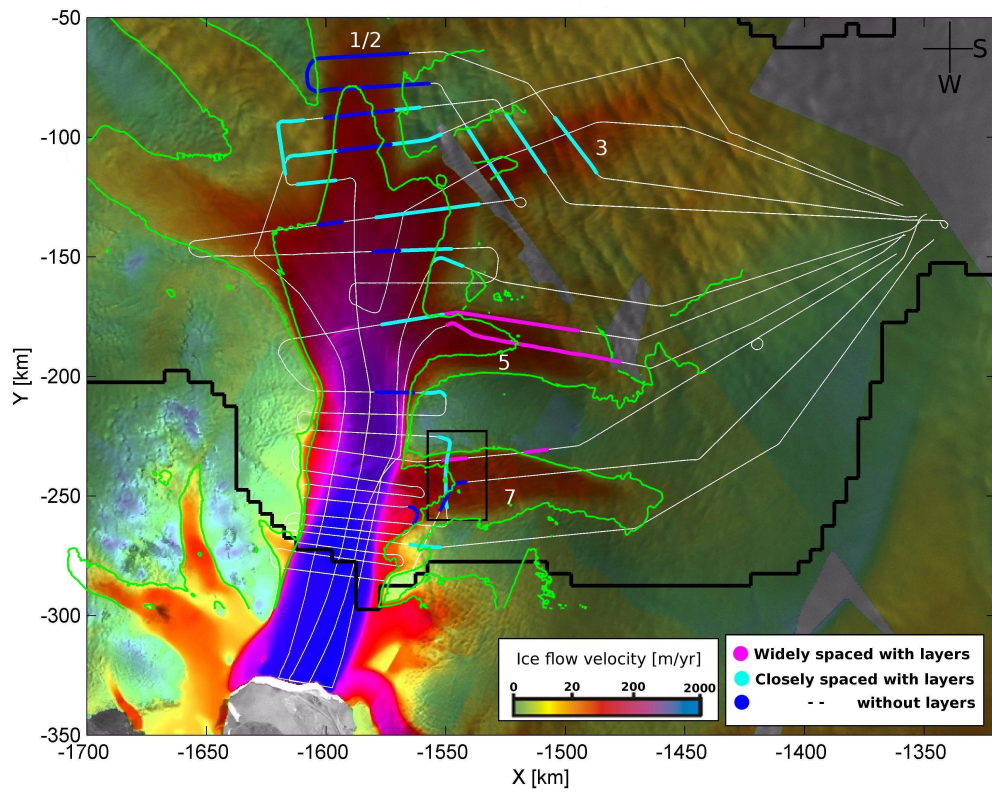 -50
-100
-150
-200
-250
-300
-350
Y [km]
1/2
3
5
7
S
W
Ice flow velocity [m/yr]
0 20 200 2000
Widely spaced with layers
Closely spaced with layers
- - without layers
-1700 -1650 -1600 -1550 -1500 -1450 -1400 -1350
X [km]